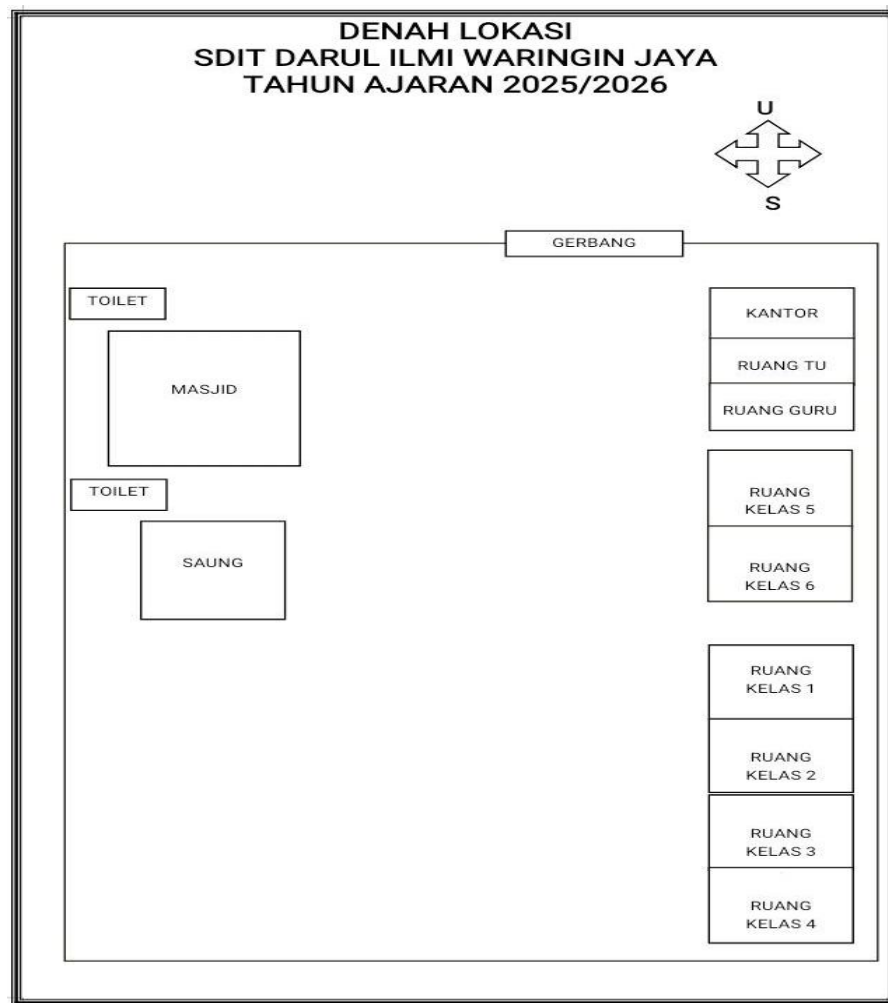 DENAH LOKASI
SDIT DARUL ILMI WARINGIN JAYA
TAHUN AJARAN 2025/2026
U
S
GERBANG
TOILET
MASJID
TOILET
SAUNG
KANTOR
RUANG TU
RUANG GURU
RUANG
KELAS 5
RUANG
KELAS 6
RUANG
KELAS 1
RUANG
KELAS 2
RUANG
KELAS 3
RUANG
KELAS 4